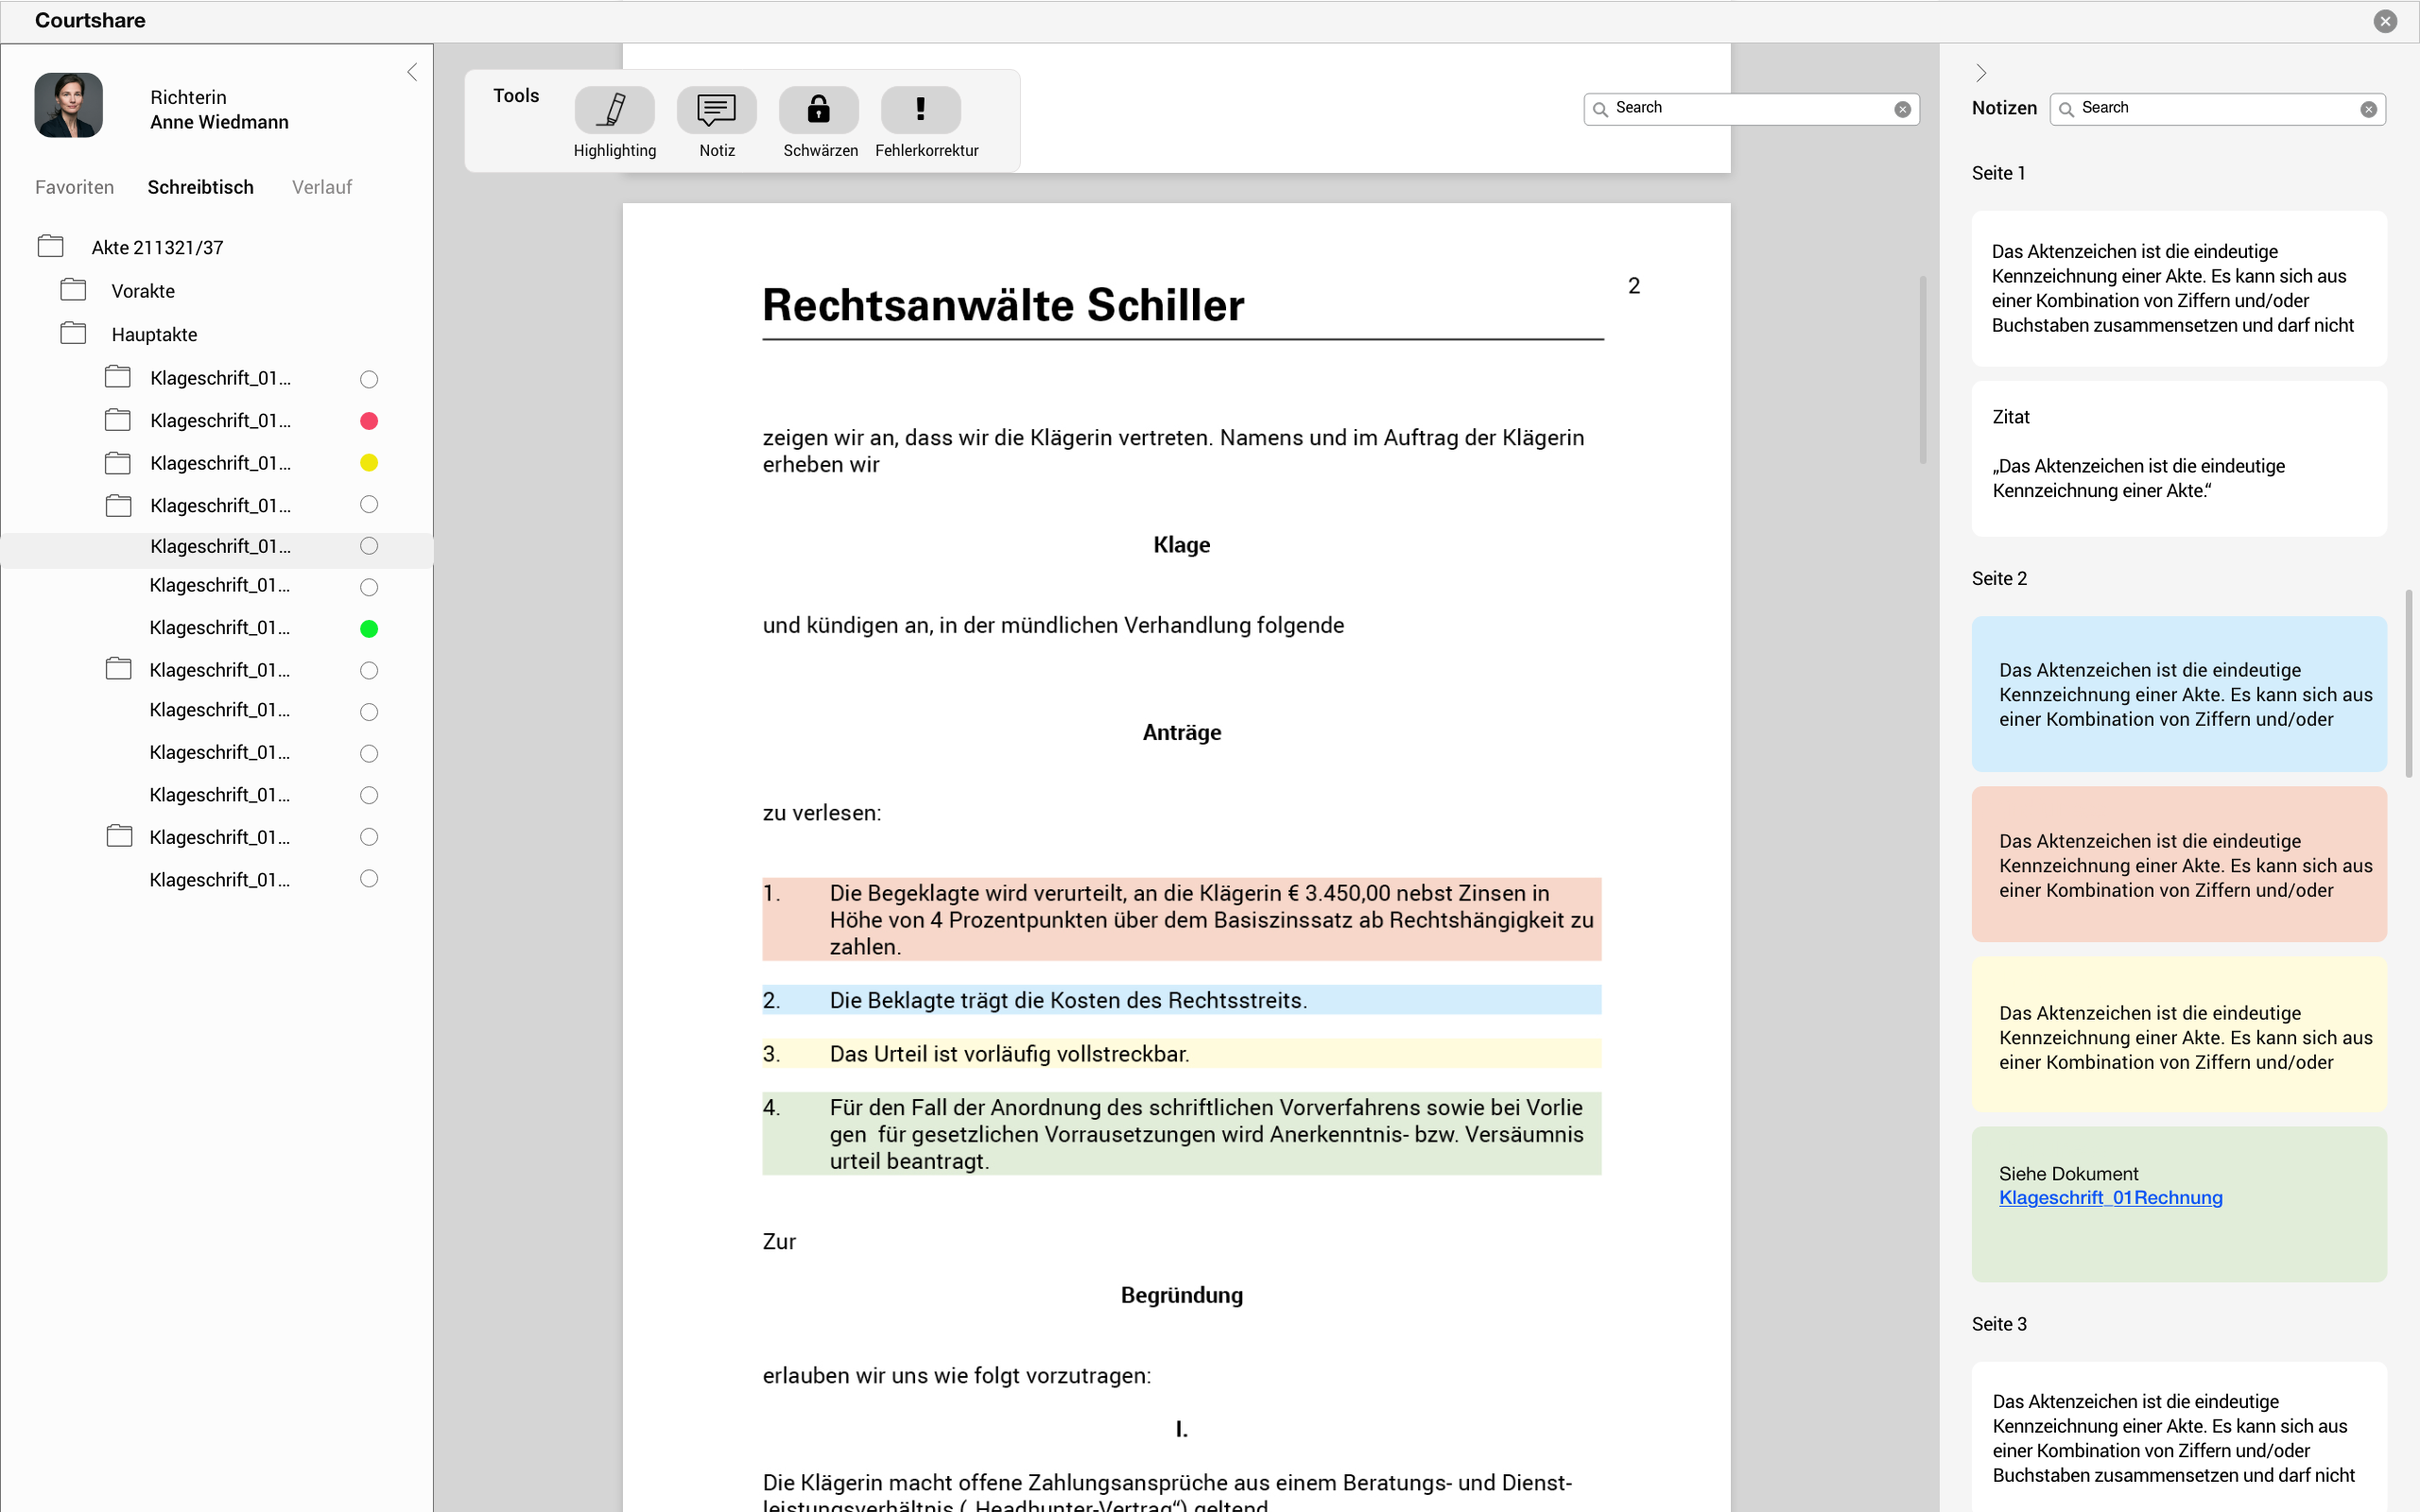 Courtshare
Richterin
Anne Wiedmann
Favoriten Schreibtisch Verlauf
Akte 211321/37
Vorakte
Hauptakte
Klageschrift_01...
Klageschrift_01...
Klageschrift_01...
Klageschrift_01...
Klageschrift_01...
Klageschrift_01...
Klageschrift_01...
Klageschrift_01...
Klageschrift_01...
Klageschrift_01...
Klageschrift_01...
Klageschrift_01...
Klageschrift_01...
Tools
Highlighting Notiz Schwärzen Fehlerkorrektur
Search
2
Rechtsanwälte Schiller
zeigen wir an, dass wir die Klägerin vertreten. Namens und im Auftrag der Klägerin
erheben wir
Klage
und kündigen an, in der mündlichen Verhandlung folgende
Anträge
zu verlesen:
1. Die Begeklagte wird verurteilt, an die Klägerin € 3.450,00 nebst Zinsen in
Höhe von 4 Prozentpunkten über dem Basiszinssatz ab Rechtshängigkeit zu
zahlen.
2. Die Beklagte trägt die Kosten des Rechtsstreits.
3. Das Urteil ist vorläufig vollstreckbar.
4. Für den Fall der Anordnung des schriftlichen Vorverfahrens sowie bei Vorlie
gen für gesetzlichen Vorrausetzungen wird Anerkenntnis- bzw. Versäumnis
urteil beantragt.
Zur
Begründung
erlauben wir uns wie folgt vorzutragen:
I.
Die Klägerin macht offene Zahlungsansprüche aus einem Beratungs- und Dienst-
leistungsverhältnis („Headhunter-Vertrag“) geltend.
Notizen
Search
Seite 1
Das Aktenzeichen ist die eindeutige
Kennzeichnung einer Akte. Es kann sich aus
einer Kombination von Ziffern und/oder
Buchstaben zusammensetzen und darf nicht
Zitat
„Das Aktenzeichen ist die eindeutige
Kennzeichnung einer Akte.“
Seite 2
Das Aktenzeichen ist die eindeutige
Kennzeichnung einer Akte. Es kann sich aus
einer Kombination von Ziffern und/oder
Das Aktenzeichen ist die eindeutige
Kennzeichnung einer Akte. Es kann sich aus
einer Kombination von Ziffern und/oder
Das Aktenzeichen ist die eindeutige
Kennzeichnung einer Akte. Es kann sich aus
einer Kombination von Ziffern und/oder
Siehe Dokument
Klageschrift_01Rechnung
Seite 3
Das Aktenzeichen ist die eindeutige
Kennzeichnung einer Akte. Es kann sich aus
einer Kombination von Ziffern und/oder
Buchstaben zusammensetzen und darf nicht